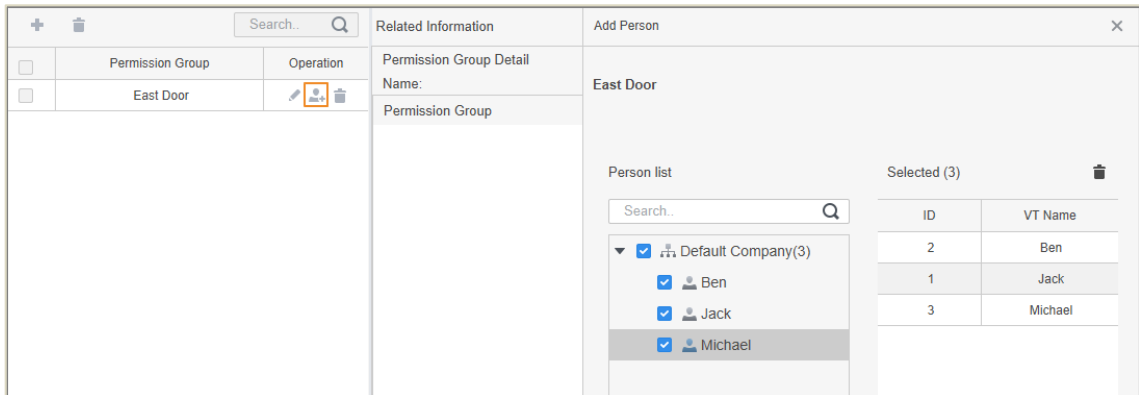 Search..
Related Information
Add Person
Permission Group
Operation
Permission Group Detail
Name:
East Door
Permission Group
East Door
Person list
Search..
Default Company(3)
Ben
Jack
Michael
Selected (3)
ID
VT Name
2
Ben
1
Jack
3
Michael